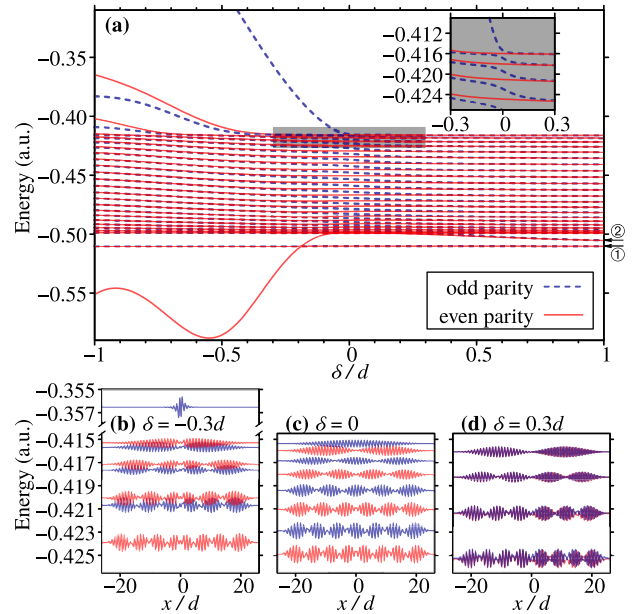 (a)
Energy (a.u.)
−0.35
−0.40
−0.45
−0.50
−0.55
−0.412
−0.416
−0.420
−0.424
−0.3 0 0.3
②
①
odd parity
even parity
−1 −0.5 0 0.5 1
δ/d
Energy (a.u.)
−0.355
−0.357
−0.415
−0.417
−0.419
−0.421
−0.423
−0.425
(b) δ = −0.3d
(c) δ = 0
(d) δ = 0.3d
−20 0 20 −20 0 20 −20 0 20
x/d x/d x/d